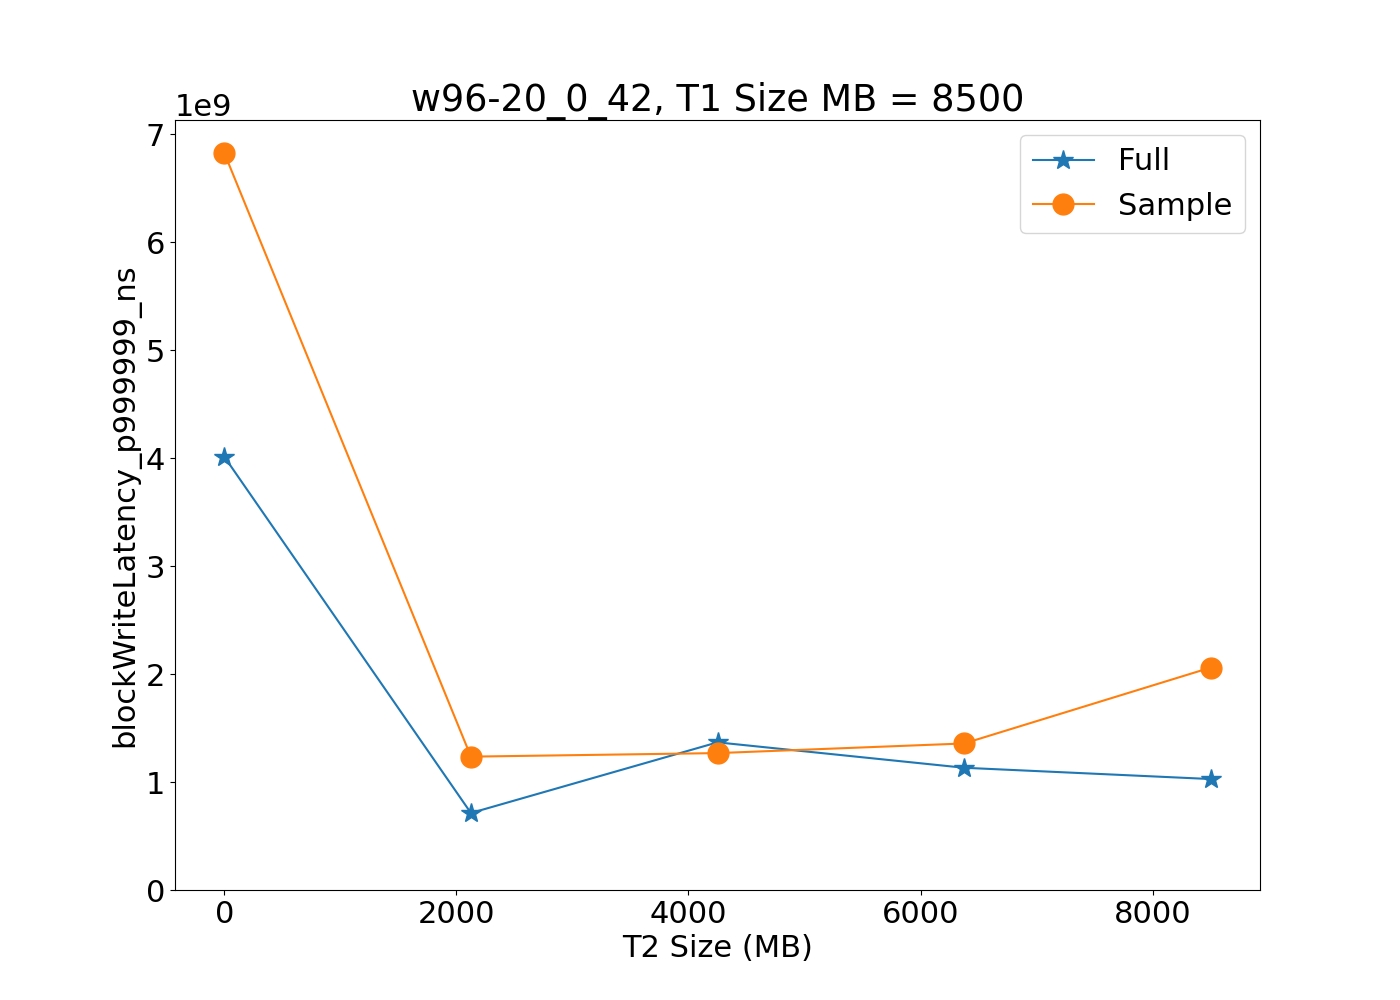 w96-20_0_42, T1 Size MB = 8500
1e9
7
6
5
4
3
2
1
0
blockWriteLatency_p999999_ns
Full
Sample
0 2000 4000 6000 8000
T2 Size (MB)